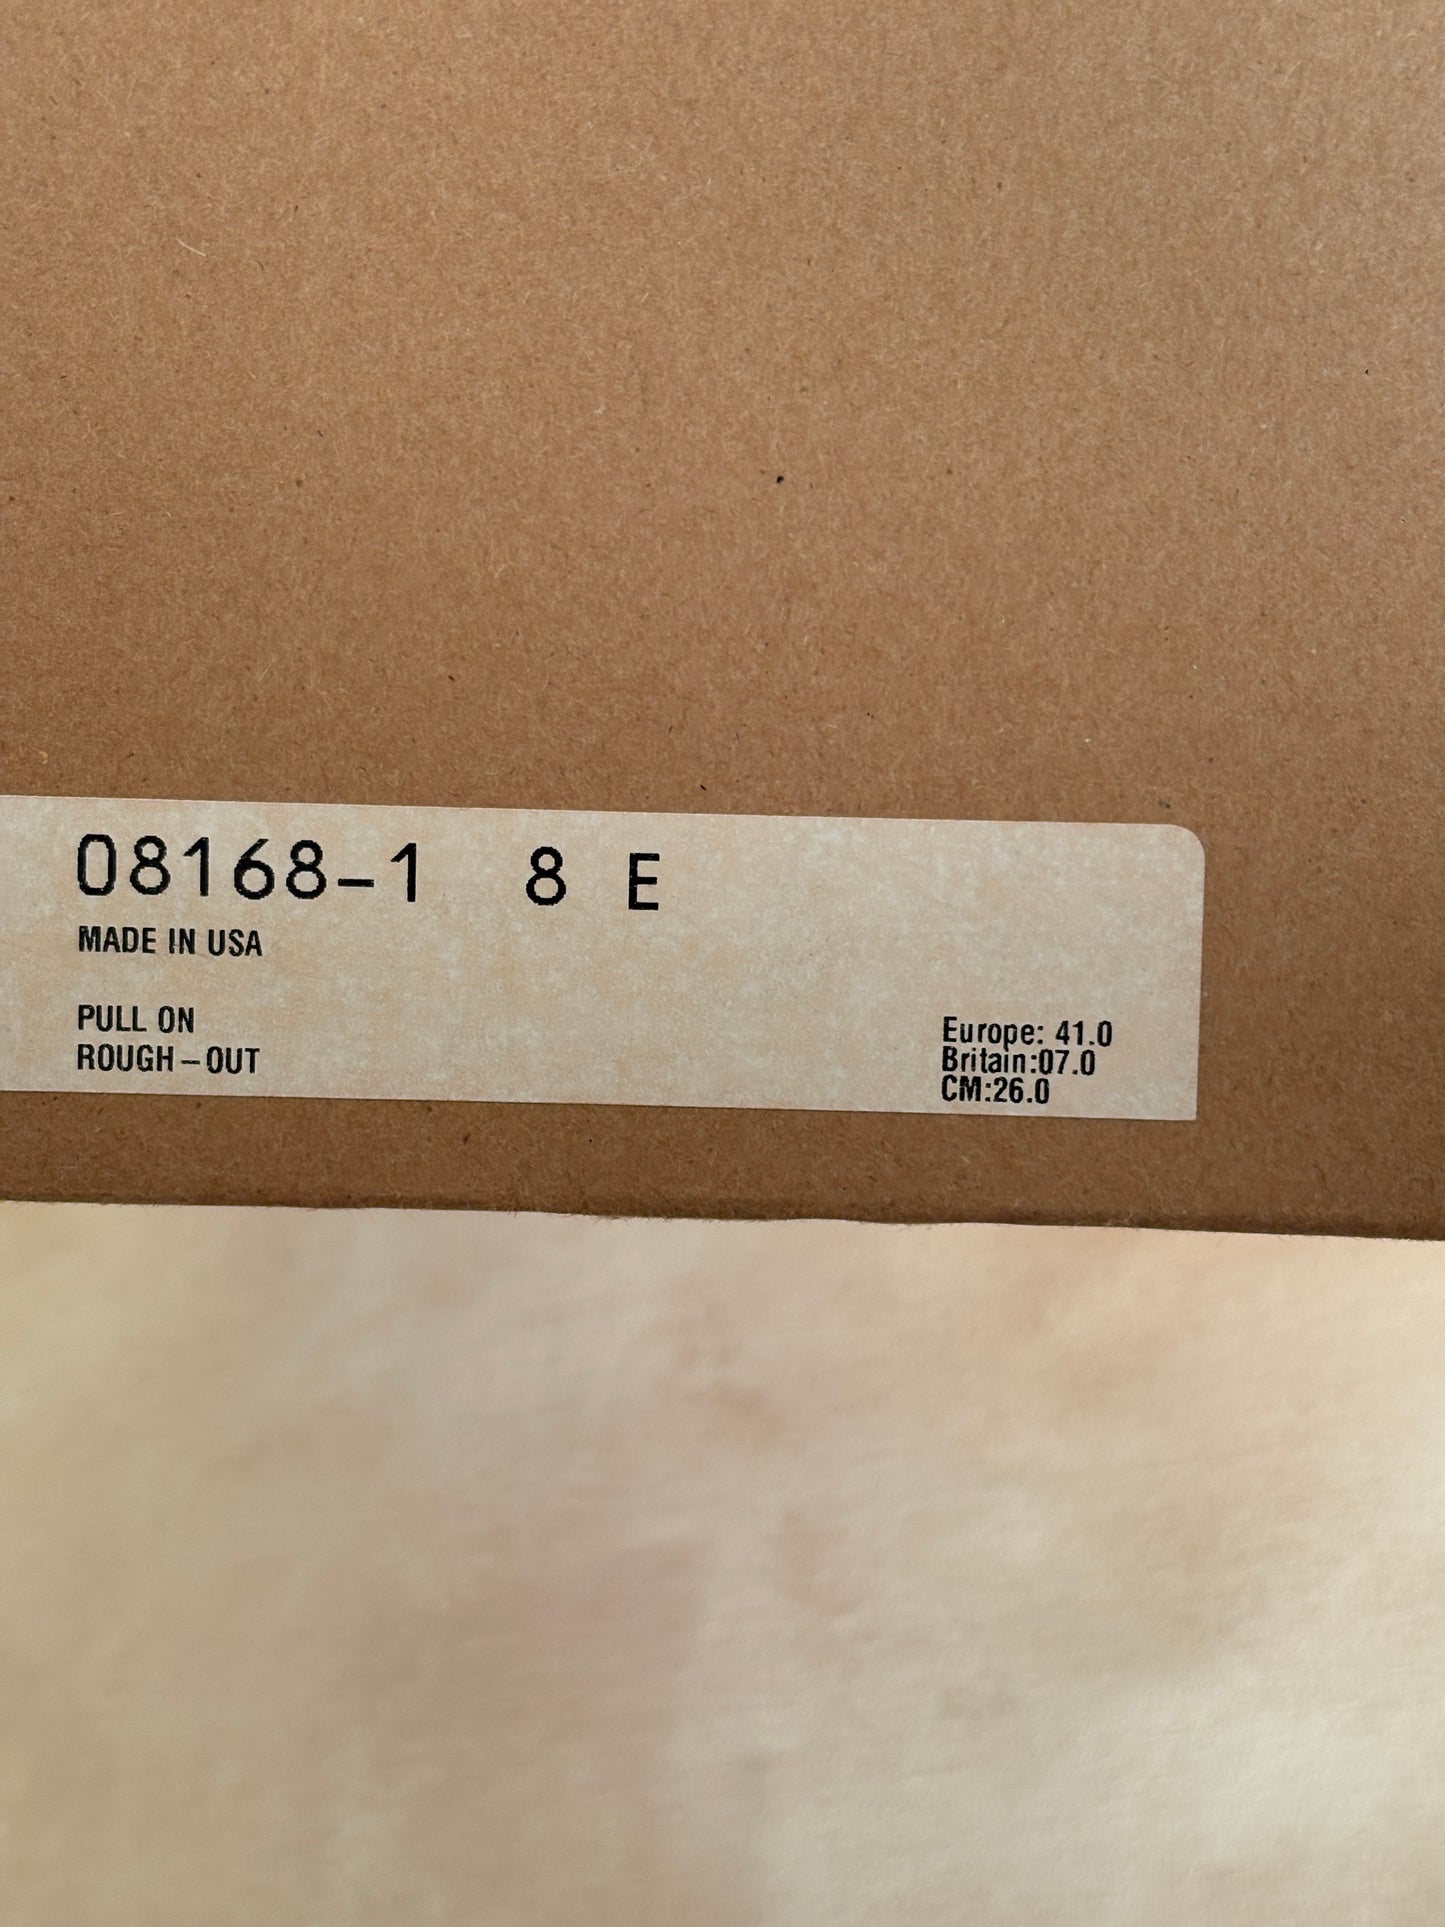 08168-1 8 E
MADE IN USA
PULL ON
ROUGH-OUT
Europe: 41.0
Britain:07.0
CM:26.0